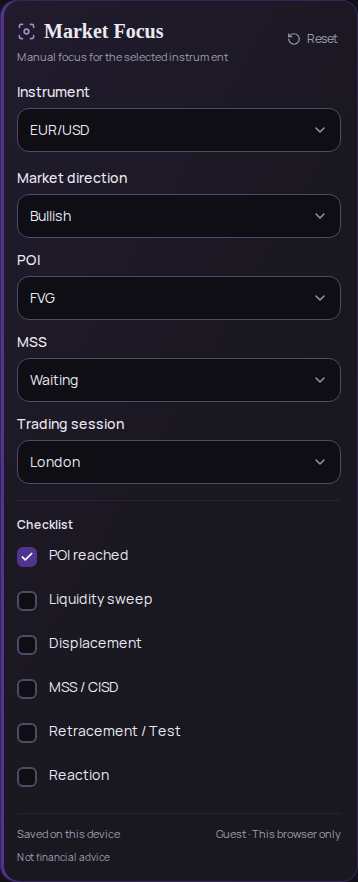 Market Focus
Reset
Manual focus for the selected instrument
Instrument
EUR/USD
Market direction
Bullish
POI
FVG
MSS
Waiting
Trading session
London
Checklist
POI reached
Liquidity sweep
Displacement
MSS / CISD
Retracement / Test
Reaction
Saved on this device
Guest · This browser only
Not financial advice